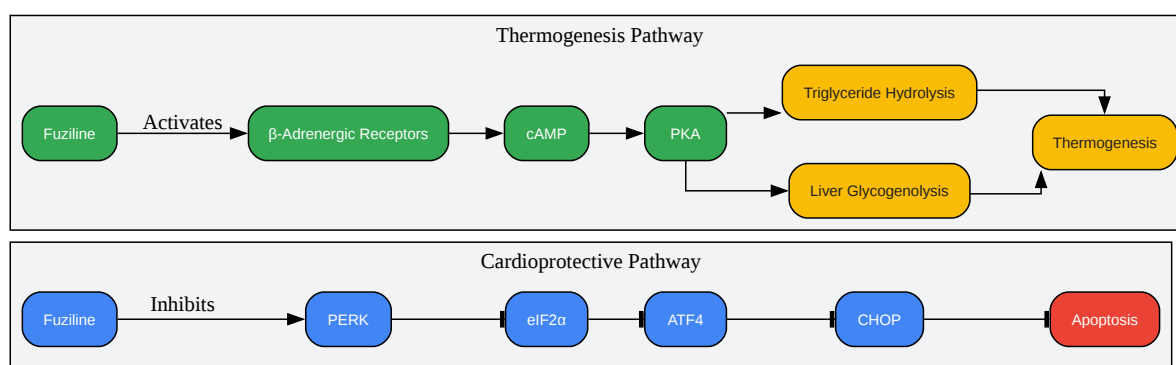 Thermogenesis Pathway
Fuziline
Activates
β-Adrenergic Receptors
cAMP
PKA
Triglyceride Hydrolysis
Liver Glycogenolysis
Thermogenesis
Cardioprotective Pathway
Fuziline
Inhibits
PERK
eIF2α
ATF4
CHOP
Apoptosis